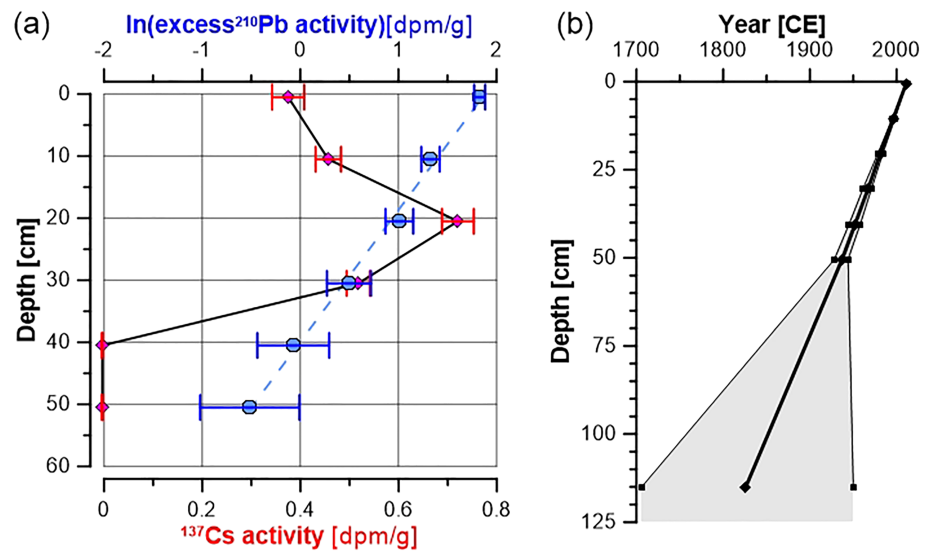 (a)
ln(excess²¹⁰Pb activity)[dpm/g]
-2 -1 0 1 2
Depth [cm]
0
10
20
30
40
50
60
0 0.2 0.4 0.6 0.8
¹³⁷Cs activity [dpm/g]
(b)
Year [CE]
1700 1800 1900 2000
Depth [cm]
0
25
50
75
100
125